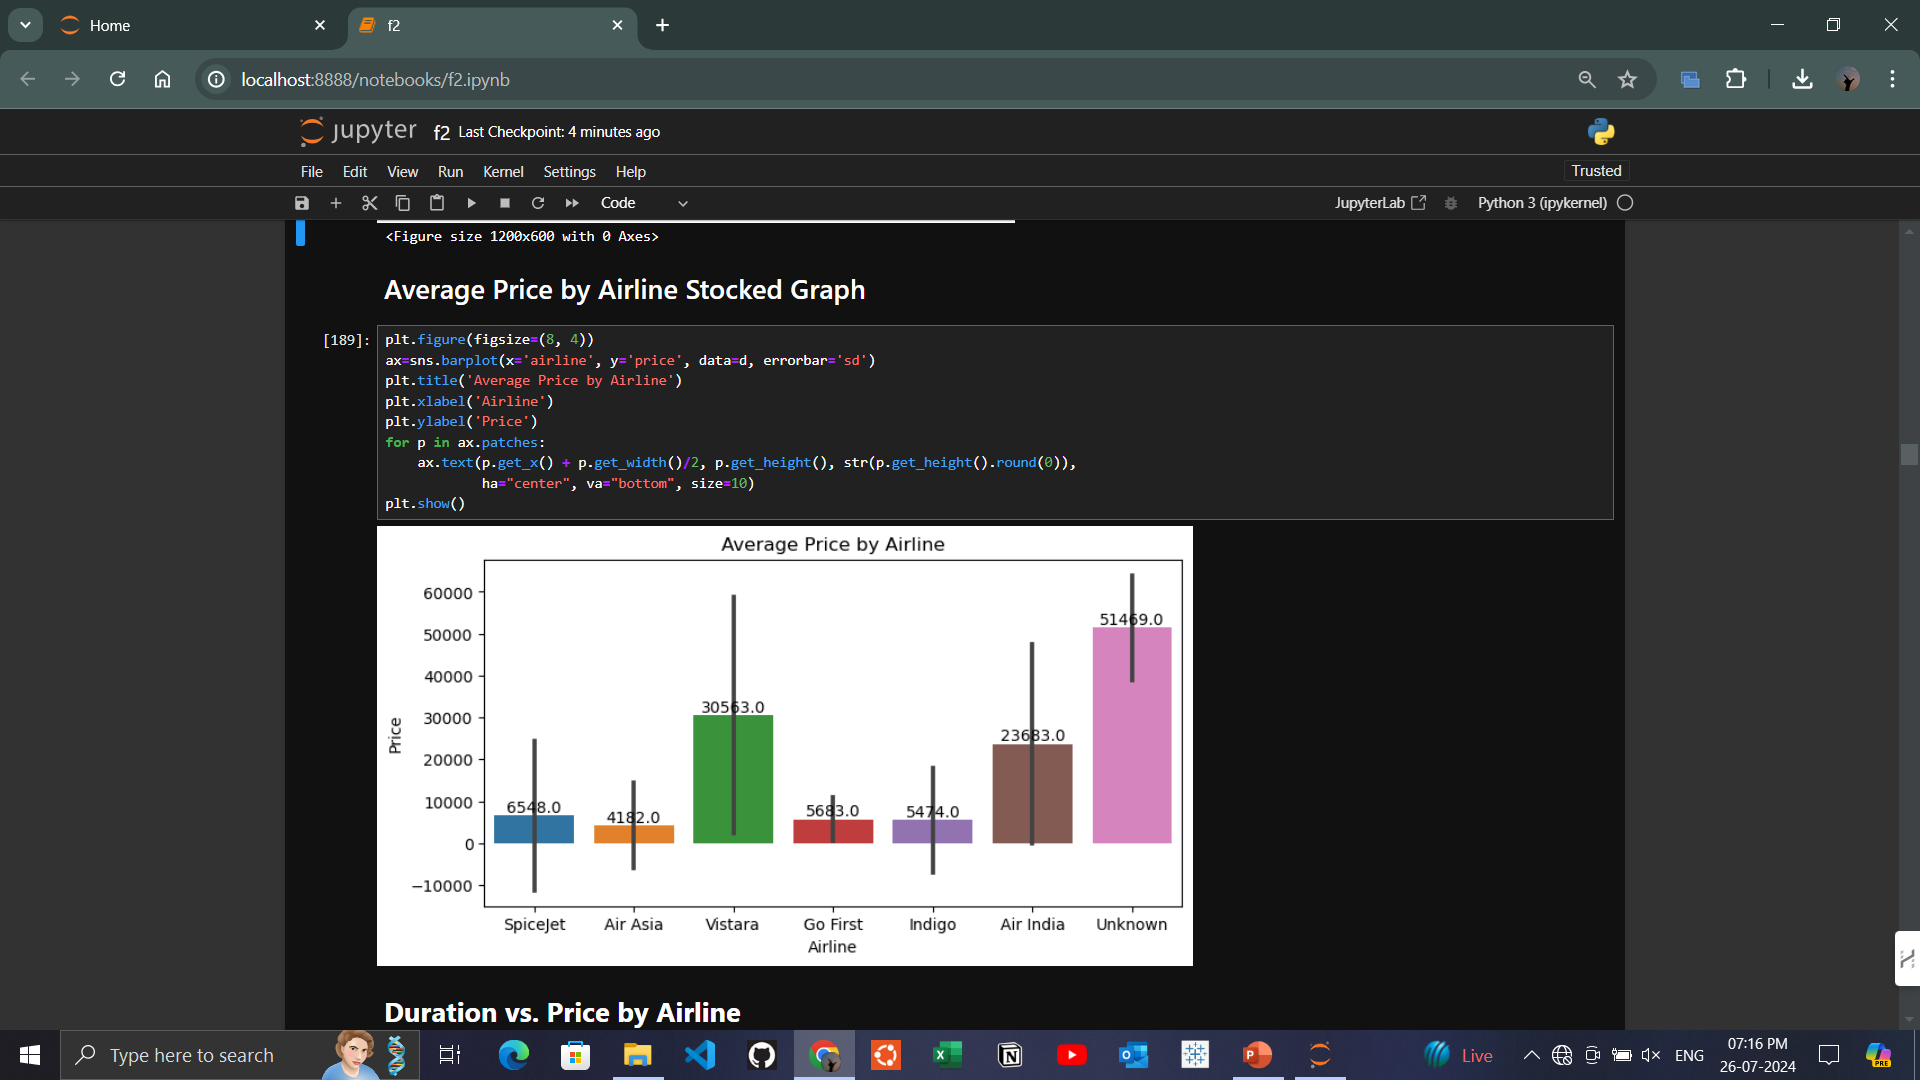 Home
f2
localhost:8888/notebooks/f2.ipynb
jupyter f2 Last Checkpoint: 4 minutes ago
File Edit View Run Kernel Settings Help
Trusted
Code
JupyterLab
Python 3 (ipykernel)
<Figure size 1200x600 with 0 Axes>
Average Price by Airline Stocked Graph
[189]:
plt.figure(figsize=(8, 4))
ax=sns.barplot(x='airline', y='price', data=d, errorbar='sd')
plt.title('Average Price by Airline')
plt.xlabel('Airline')
plt.ylabel('Price')
for p in ax.patches:
    ax.text(p.get_x() + p.get_width()/2, p.get_height(), str(p.get_height().round(0)),
            ha="center", va="bottom", size=10)
plt.show()
Average Price by Airline
60000
50000
40000
30000
20000
10000
0
−10000
Price
6548.0
4182.0
30563.0
5683.0
5474.0
23683.0
51469.0
SpiceJet Air Asia Vistara Go First Indigo Air India Unknown
Airline
Duration vs. Price by Airline
Type here to search
Live
ENG
07:16 PM
26-07-2024
PRE